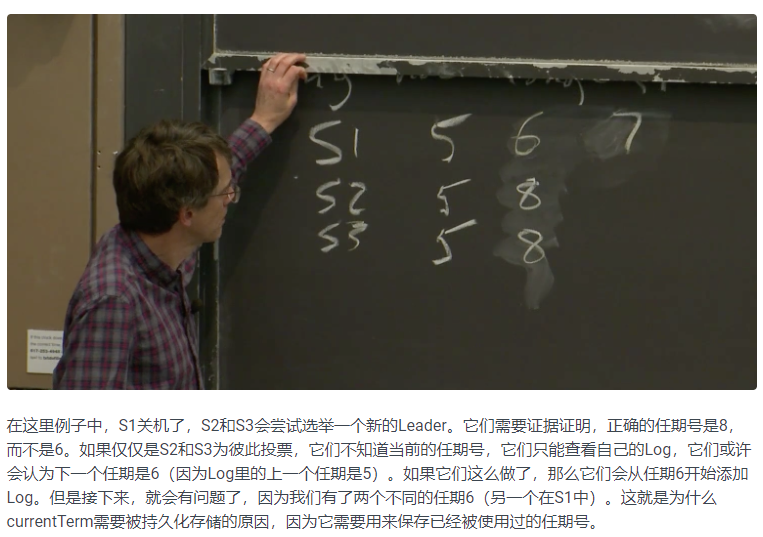 S1 5 6 7
S2 5 8
S3 5 8
在这里例子中，S1关机了，S2和S3会尝试选举一个新的Leader。它们需要证据证明，正确的任期号是8，
而不是6。如果仅仅是S2和S3为彼此投票，它们不知道当前的任期号，它们只能查看自己的Log，它们或许
会认为下一个任期是6（因为Log里的上一个任期是5）。如果它们这么做了，那么它们会从任期6开始添加
Log。但是接下来，就会有问题了，因为我们有了两个不同的任期6（另一个在S1中）。这就是为什么
currentTerm需要被持久化存储的原因，因为它需要用来保存已经被使用过的任期号。